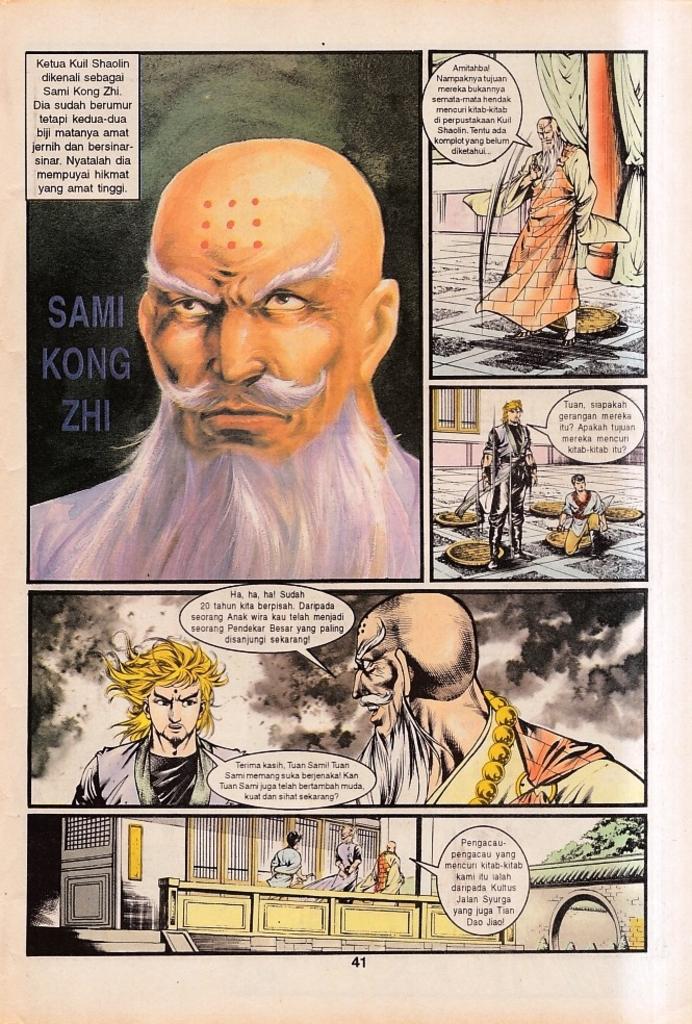 Ketua Kuil Shaolin
dikenali sebagai
Sami Kong Zhi.
Dia sudah berumur
tetapi kedua-dua
biji matanya amat
jernih dan bersinar-
sinar. Nyatalah dia
mempuyai hikmat
yang amat tinggi.
SAMI
KONG
ZHI
Amitahba!
Nampaknya tujuan
mereka bukannya
semata-mata hendak
mencuri kitab-kitab
di perpustakaan Kuil
Shaolin. Tentu ada
komplot yang belum
diketahui...
Tuan, siapakah
gerangan mereka
itu? Apakah tujuan
mereka mencuri
kitab-kitab itu?
Ha, ha, ha! Sudah
20 tahun kita berpisah. Daripada
seorang Anak wira kau telah menjadi
seorang Pendekar Besar yang paling
disanjungi sekarang!
Terima kasih, Tuan Sami! Tuan
Sami memang suka berjenaka! Kan
Tuan Sami juga telah bertambah muda,
kuat dan sihat sekarang?
Pengacau-
pengacau yang
mencuri kitab-kitab
kami itu ialah
daripada Kultus
Jalan Syurga
yang juga Tian
Dao Jiao!
41